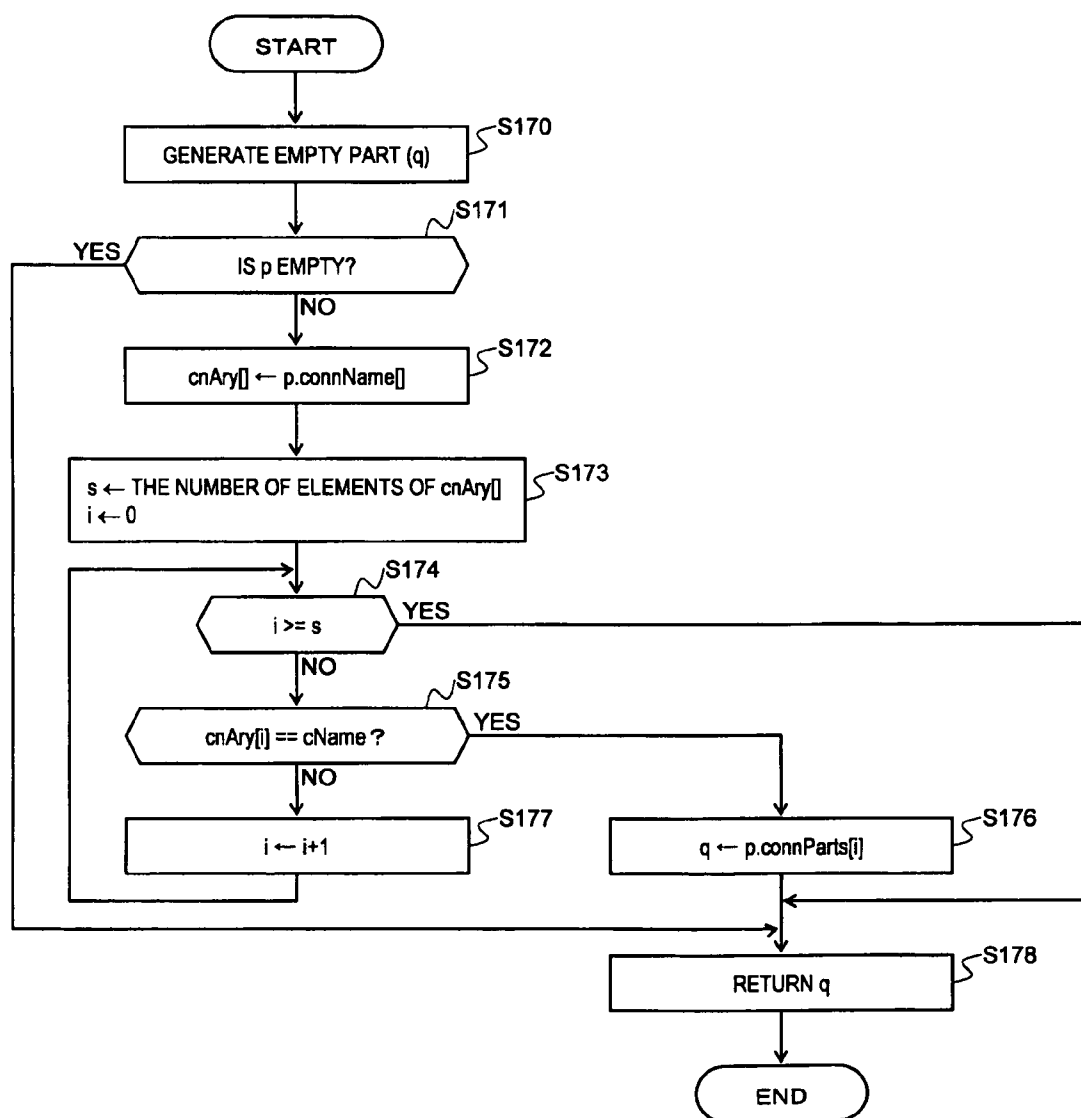 START
S170
GENERATE EMPTY PART (q)
S171
YES
IS p EMPTY?
NO
S172
cnAry[] ← p.connName[]
S173
s ← THE NUMBER OF ELEMENTS OF cnAry[]
i ← 0
S174
YES
i >= s
NO
S175
YES
cnAry[i] == cName ?
NO
S177
i ← i+1
S176
q ← p.connParts[i]
S178
RETURN q
END